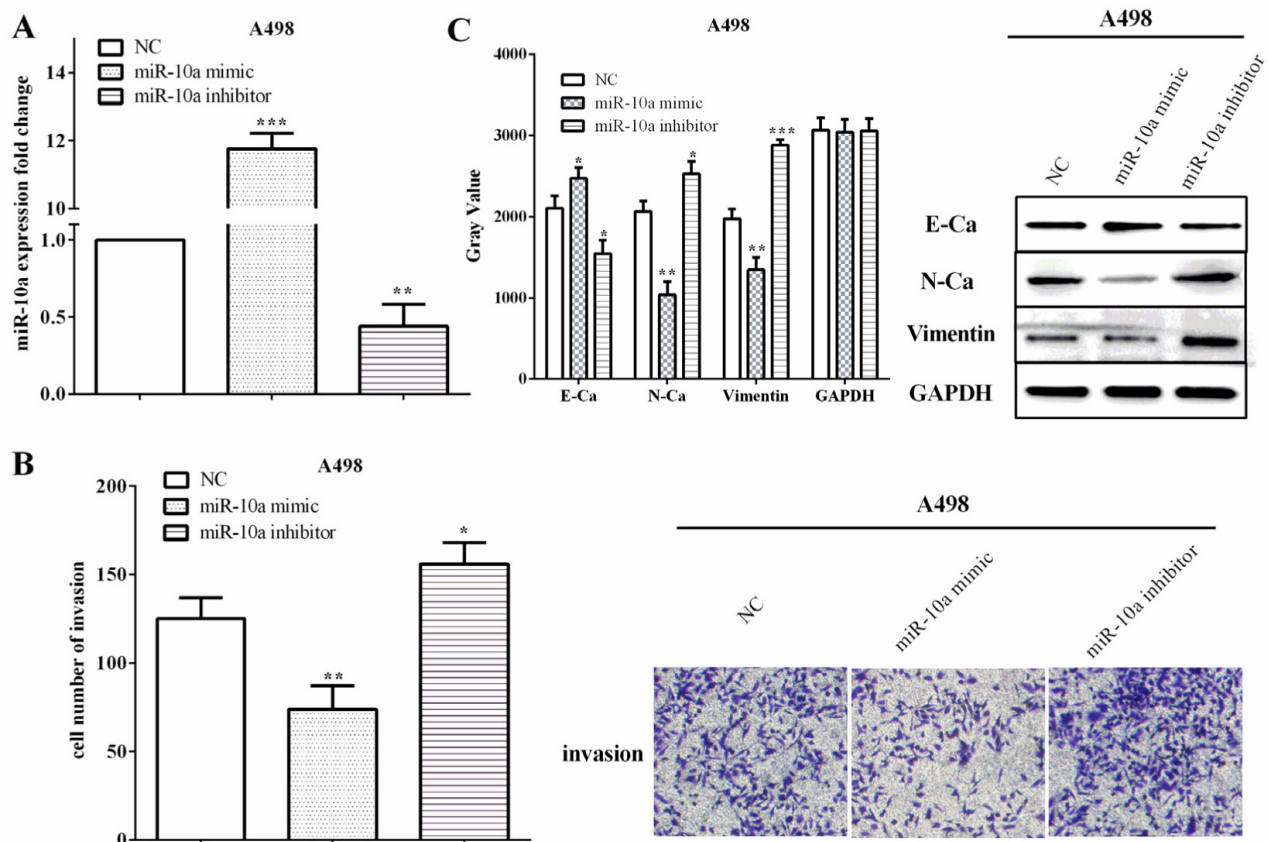 A
A498
NC
miR-10a mimic
miR-10a inhibitor
miR-10a expression fold change
14
12
10
1.0
0.5
0.0
***
**
C
A498
NC
miR-10a mimic
miR-10a inhibitor
Gray Value
4000
3000
2000
1000
0
*
*
**
*
**
***
E-Ca
N-Ca
Vimentin
GAPDH
A498
NC
miR-10a mimic
miR-10a inhibitor
E-Ca
N-Ca
Vimentin
GAPDH
B
A498
NC
miR-10a mimic
miR-10a inhibitor
cell number of invasion
200
150
100
50
0
**
*
A498
NC
miR-10a mimic
miR-10a inhibitor
invasion